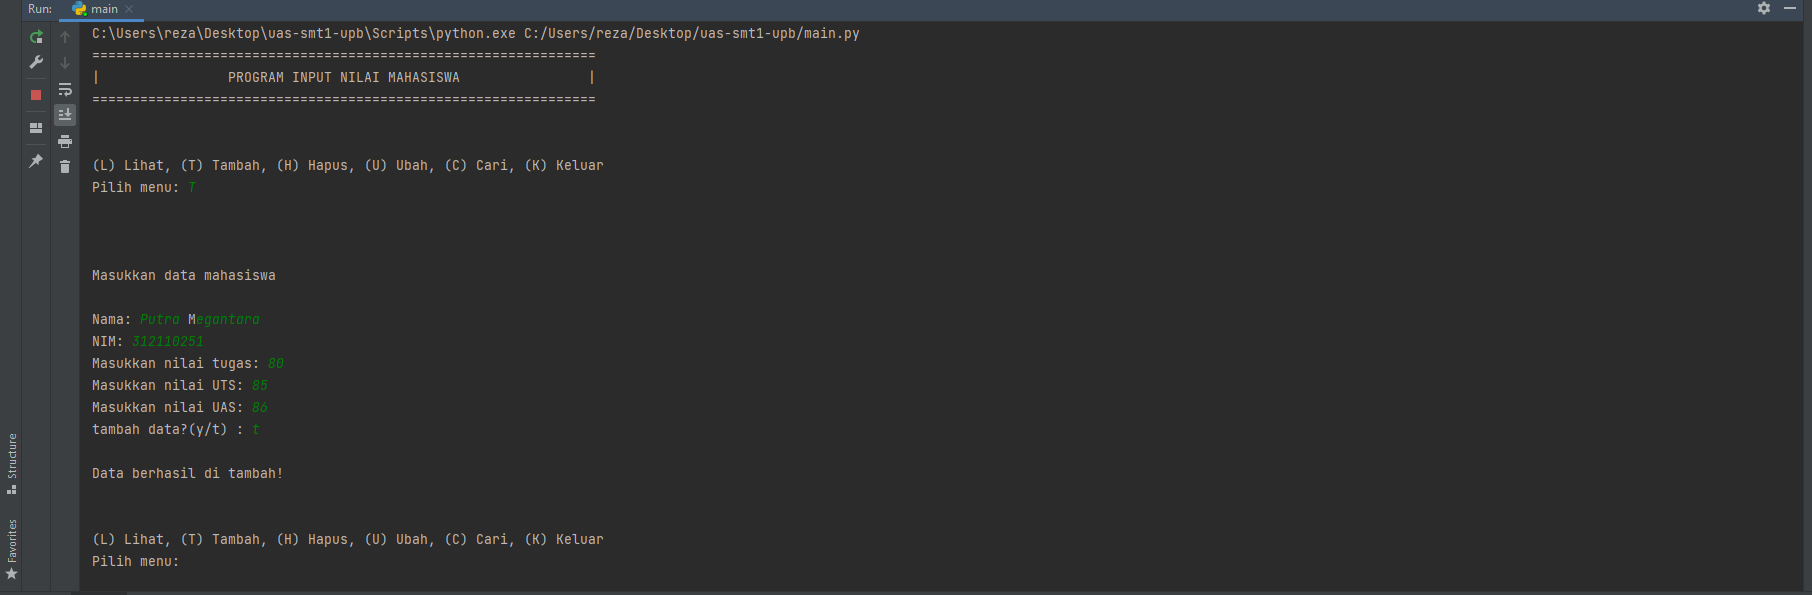 Run: main
C:\Users\reza\Desktop\uas-smt1-upb\Scripts\python.exe C:/Users/reza/Desktop/uas-smt1-upb/main.py
===============================================================
| PROGRAM INPUT NILAI MAHASISWA |
===============================================================
(L) Lihat, (T) Tambah, (H) Hapus, (U) Ubah, (C) Cari, (K) Keluar
Pilih menu: T
Masukkan data mahasiswa
Nama: Putra Megantara
NIM: 312110251
Masukkan nilai tugas: 80
Masukkan nilai UTS: 85
Masukkan nilai UAS: 86
tambah data?(y/t) : t
Data berhasil di tambah!
(L) Lihat, (T) Tambah, (H) Hapus, (U) Ubah, (C) Cari, (K) Keluar
Pilih menu:
Structure
Favorites